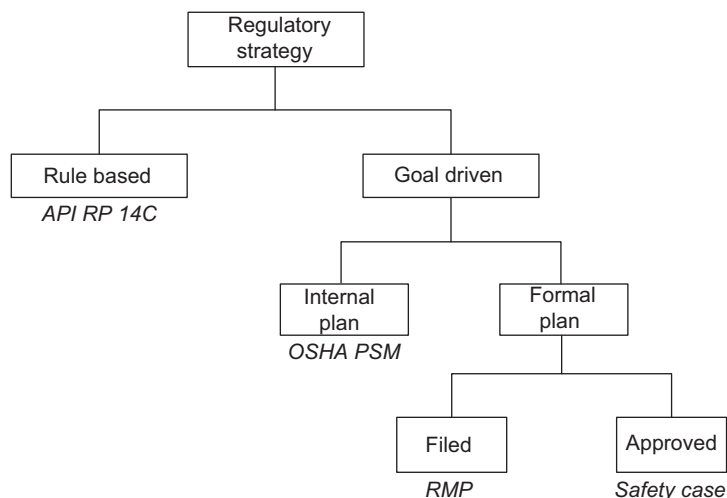 Regulatory
strategy
Rule based
Goal driven
API RP 14C
Internal
plan
Formal
plan
OSHA PSM
Filed
Approved
RMP
Safety case